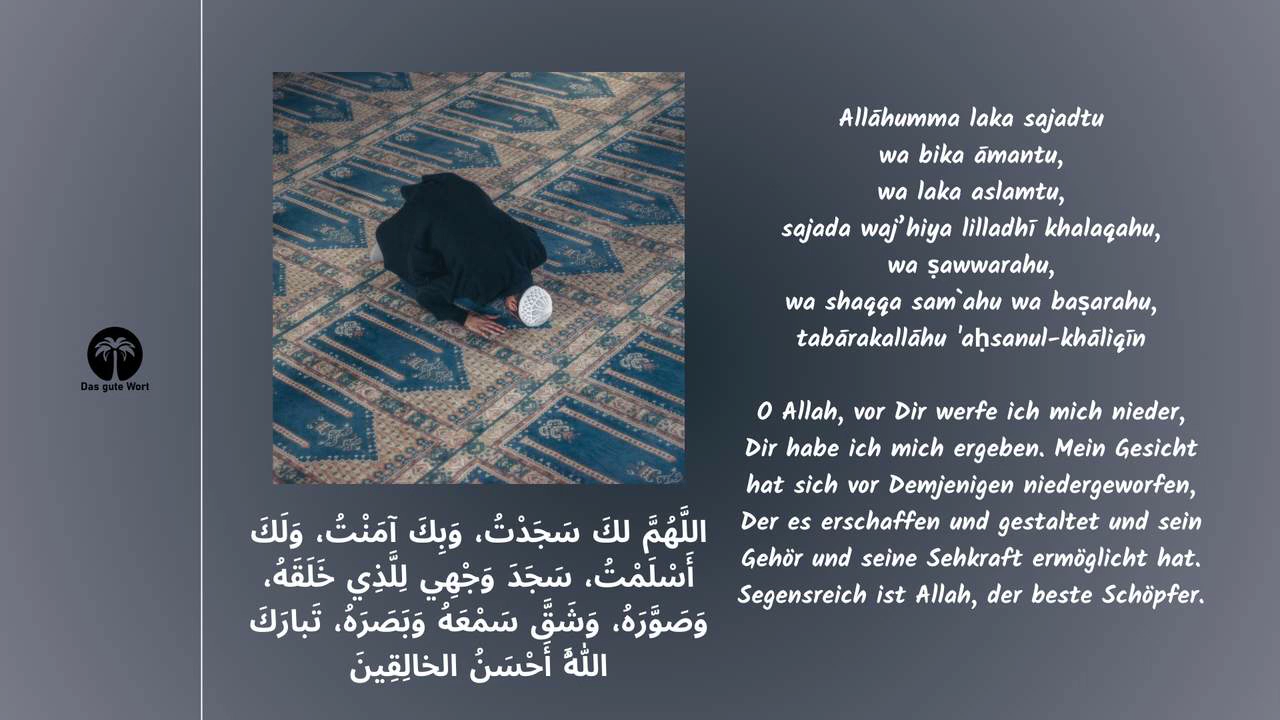 Das gute Wort
اللَّهُمَّ لكَ سَجَدْتُ، وَبِكَ آمَنْتُ، وَلَكَ
أَسْلَمْتُ، سَجَدَ وَجْهِي لِلَّذِي خَلَقَهُ،
وَصَوَّرَهُ، وَشَقَّ سَمْعَهُ وَبَصَرَهُ، تَبارَكَ
اللَّهُ أَحْسَنُ الخالِقِينَ
Allāhumma laka sajadtu
wa bika āmantu,
wa laka aslamtu,
sajada waj’hiya lilladhī khalaqahu,
wa ṣawwarahu,
wa shaqqa sam`ahu wa baṣarahu,
tabārakallāhu 'aḥsanul-khāliqīn
O Allah, vor Dir werfe ich mich nieder,
Dir habe ich mich ergeben. Mein Gesicht
hat sich vor Demjenigen niedergeworfen,
Der es erschaffen und gestaltet und sein
Gehör und seine Sehkraft ermöglicht hat.
Segensreich ist Allah, der beste Schöpfer.